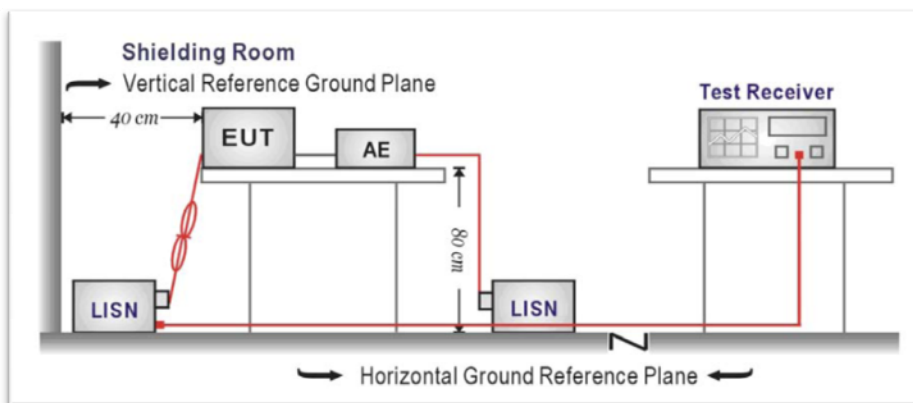 Shielding Room
Vertical Reference Ground Plane
Test Receiver
40 cm
EUT
AE
80 cm
LISN
LISN
Horizontal Ground Reference Plane